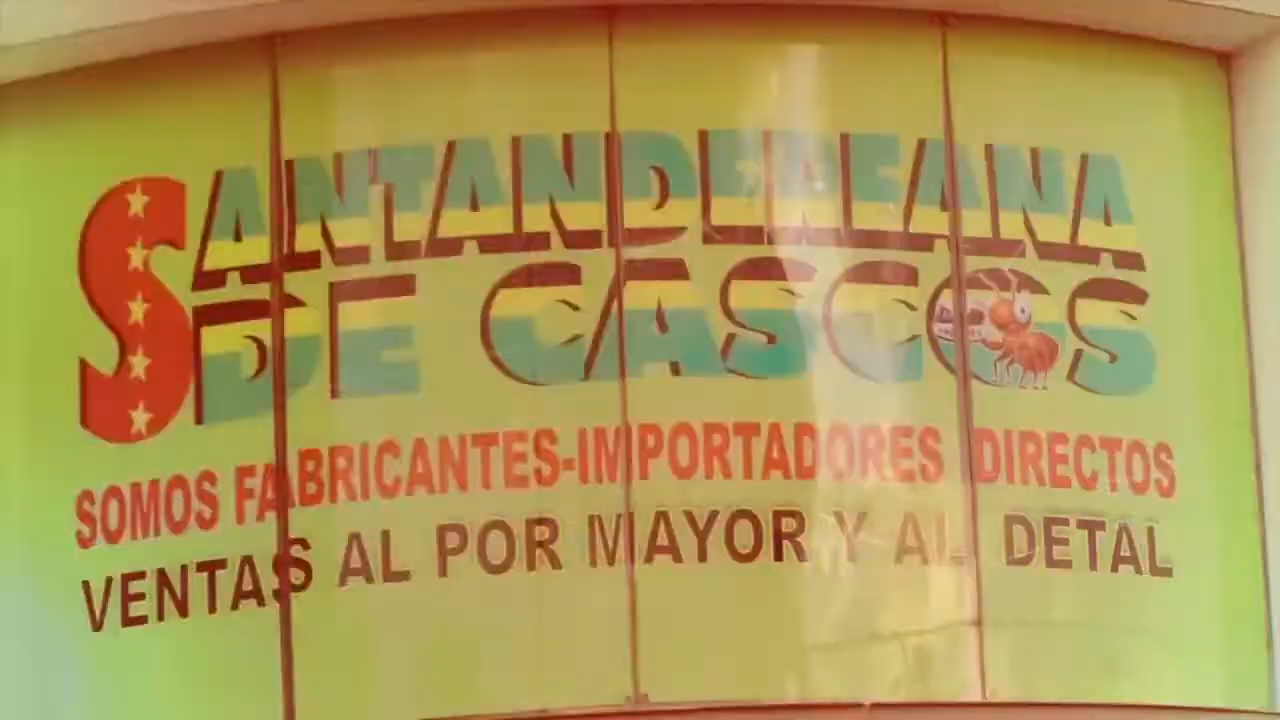 SANTANDEREANA
DE CASCOS
SOMOS FABRICANTES-IMPORTADORES DIRECTOS
VENTAS AL POR MAYOR Y AL DETAL